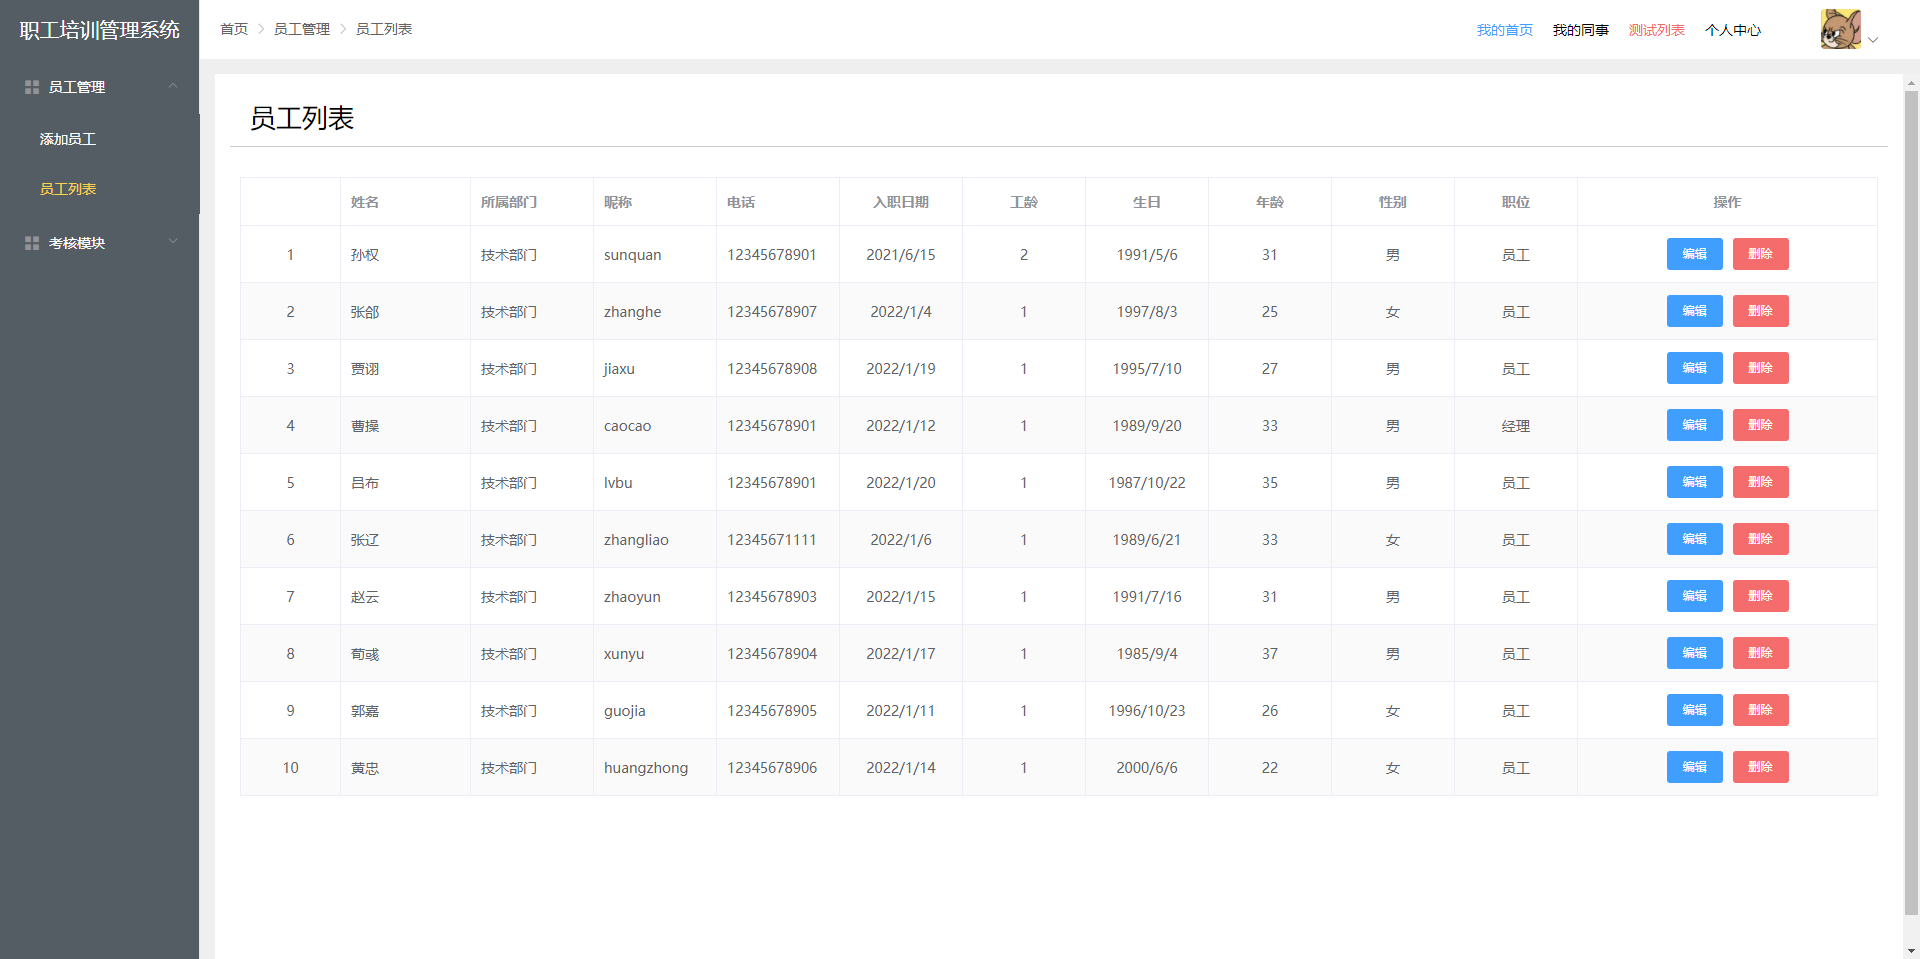 职工培训管理系统
首页 员工管理 员工列表
我的首页 我的同事 测试列表 个人中心
员工管理
添加员工
员工列表
考核模块
员工列表
姓名 所属部门 昵称 电话 入职日期 工龄 生日 年龄 性别 职位 操作
1 孙权 技术部门 sunquan 12345678901 2021/6/15 2 1991/5/6 31 男 员工 编辑 删除
2 张郃 技术部门 zhanghe 12345678907 2022/1/4 1 1997/8/3 25 女 员工 编辑 删除
3 贾诩 技术部门 jiaxu 12345678908 2022/1/19 1 1995/7/10 27 男 员工 编辑 删除
4 曹操 技术部门 caocao 12345678901 2022/1/12 1 1989/9/20 33 男 经理 编辑 删除
5 吕布 技术部门 lvbu 12345678901 2022/1/20 1 1987/10/22 35 男 员工 编辑 删除
6 张辽 技术部门 zhangliao 12345671111 2022/1/6 1 1989/6/21 33 女 员工 编辑 删除
7 赵云 技术部门 zhaoyun 12345678903 2022/1/15 1 1991/7/16 31 男 员工 编辑 删除
8 荀彧 技术部门 xunyu 12345678904 2022/1/17 1 1985/9/4 37 男 员工 编辑 删除
9 郭嘉 技术部门 guojia 12345678905 2022/1/11 1 1996/10/23 26 女 员工 编辑 删除
10 黄忠 技术部门 huangzhong 12345678906 2022/1/14 1 2000/6/6 22 女 员工 编辑 删除